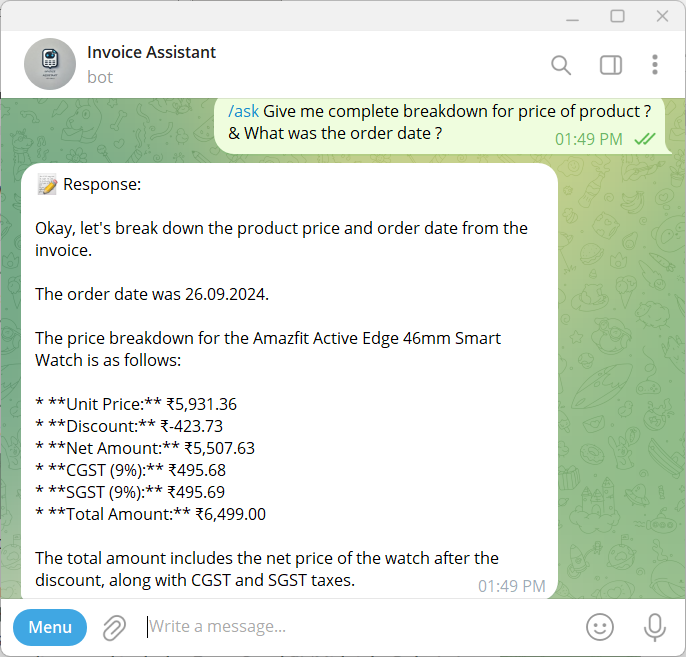 Invoice Assistant
bot
/ask Give me complete breakdown for price of product ?
& What was the order date ?
01:49 PM
📝 Response:
Okay, let's break down the product price and order date from the
invoice.
The order date was 26.09.2024.
The price breakdown for the Amazfit Active Edge 46mm Smart
Watch is as follows:
* **Unit Price:** ₹5,931.36
* **Discount:** ₹-423.73
* **Net Amount:** ₹5,507.63
* **CGST (9%):** ₹495.68
* **SGST (9%):** ₹495.69
* **Total Amount:** ₹6,499.00
The total amount includes the net price of the watch after the
discount, along with CGST and SGST taxes.
01:49 PM
Menu
Write a message...